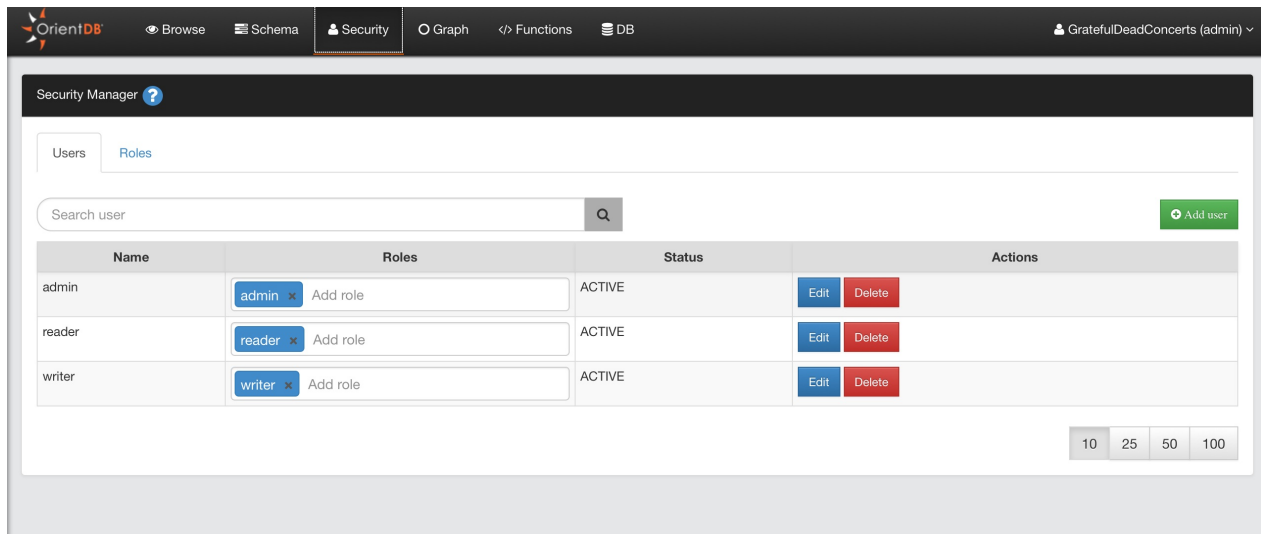 OrientDB Browse Schema Security Graph </> Functions DB GratefulDeadConcerts (admin)
Security Manager ?
Users Roles
Search user Add user
Name Roles Status Actions
admin admin × Add role ACTIVE Edit Delete
reader reader × Add role ACTIVE Edit Delete
writer writer × Add role ACTIVE Edit Delete
10 25 50 100